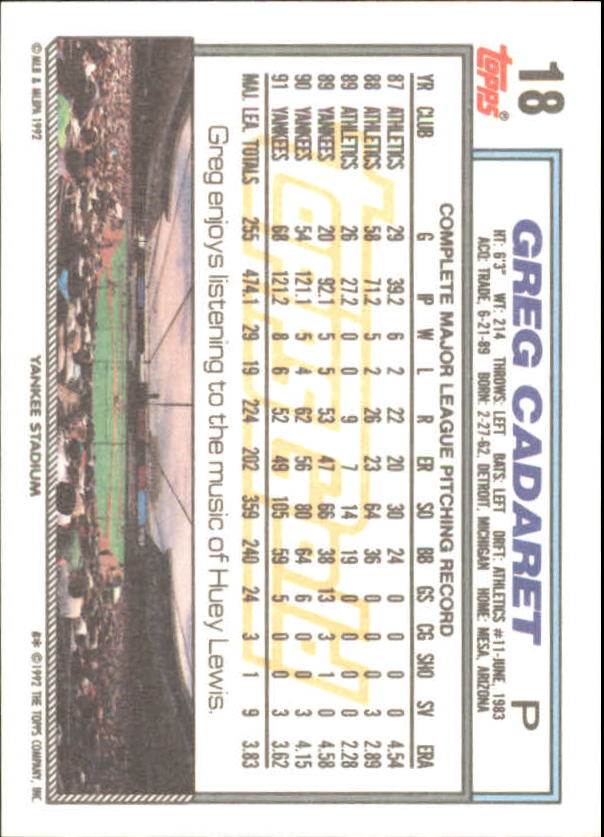 18
TOPPS®
GREG CADARET P
HT: 6'3" WT: 214 THROWS: LEFT BATS: LEFT DRFT: ATHLETICS #11-JUNE, 1983
ACQ: TRADE, 6-21-89 BORN: 2-27-62, DETROIT, MICHIGAN HOME: MESA, ARIZONA
COMPLETE MAJOR LEAGUE PITCHING RECORD
YR CLUB G IP W L R ER SO BB GS CG SHO SV ERA
87 ATHLETICS 29 39.2 6 2 22 20 30 24 0 0 0 0 4.54
88 ATHLETICS 58 71.2 5 2 26 23 64 36 0 0 0 3 2.89
89 ATHLETICS 26 27.2 0 0 9 7 14 19 0 0 0 0 2.28
89 YANKEES 20 92.1 5 5 53 47 66 38 13 3 1 0 4.58
90 YANKEES 54 121.1 5 4 62 56 80 64 6 0 0 3 4.15
91 YANKEES 68 121.2 8 6 52 49 105 59 5 0 0 3 3.62
MAJ. LEA. TOTALS 255 474.1 29 19 224 202 359 240 24 3 1 9 3.83
Topps Gold
Greg enjoys listening to the music of Huey Lewis.
© MLB & MLBPA 1992
YANKEE STADIUM
B* © 1992 THE TOPPS COMPANY, INC.